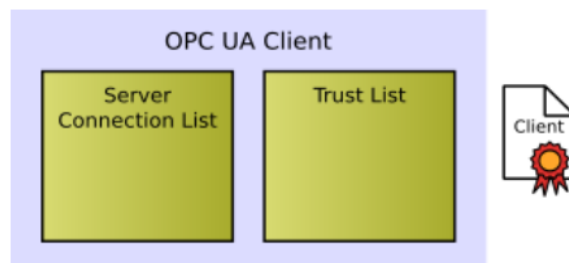 OPC UA Client
Server
Connection List
Trust List
Client